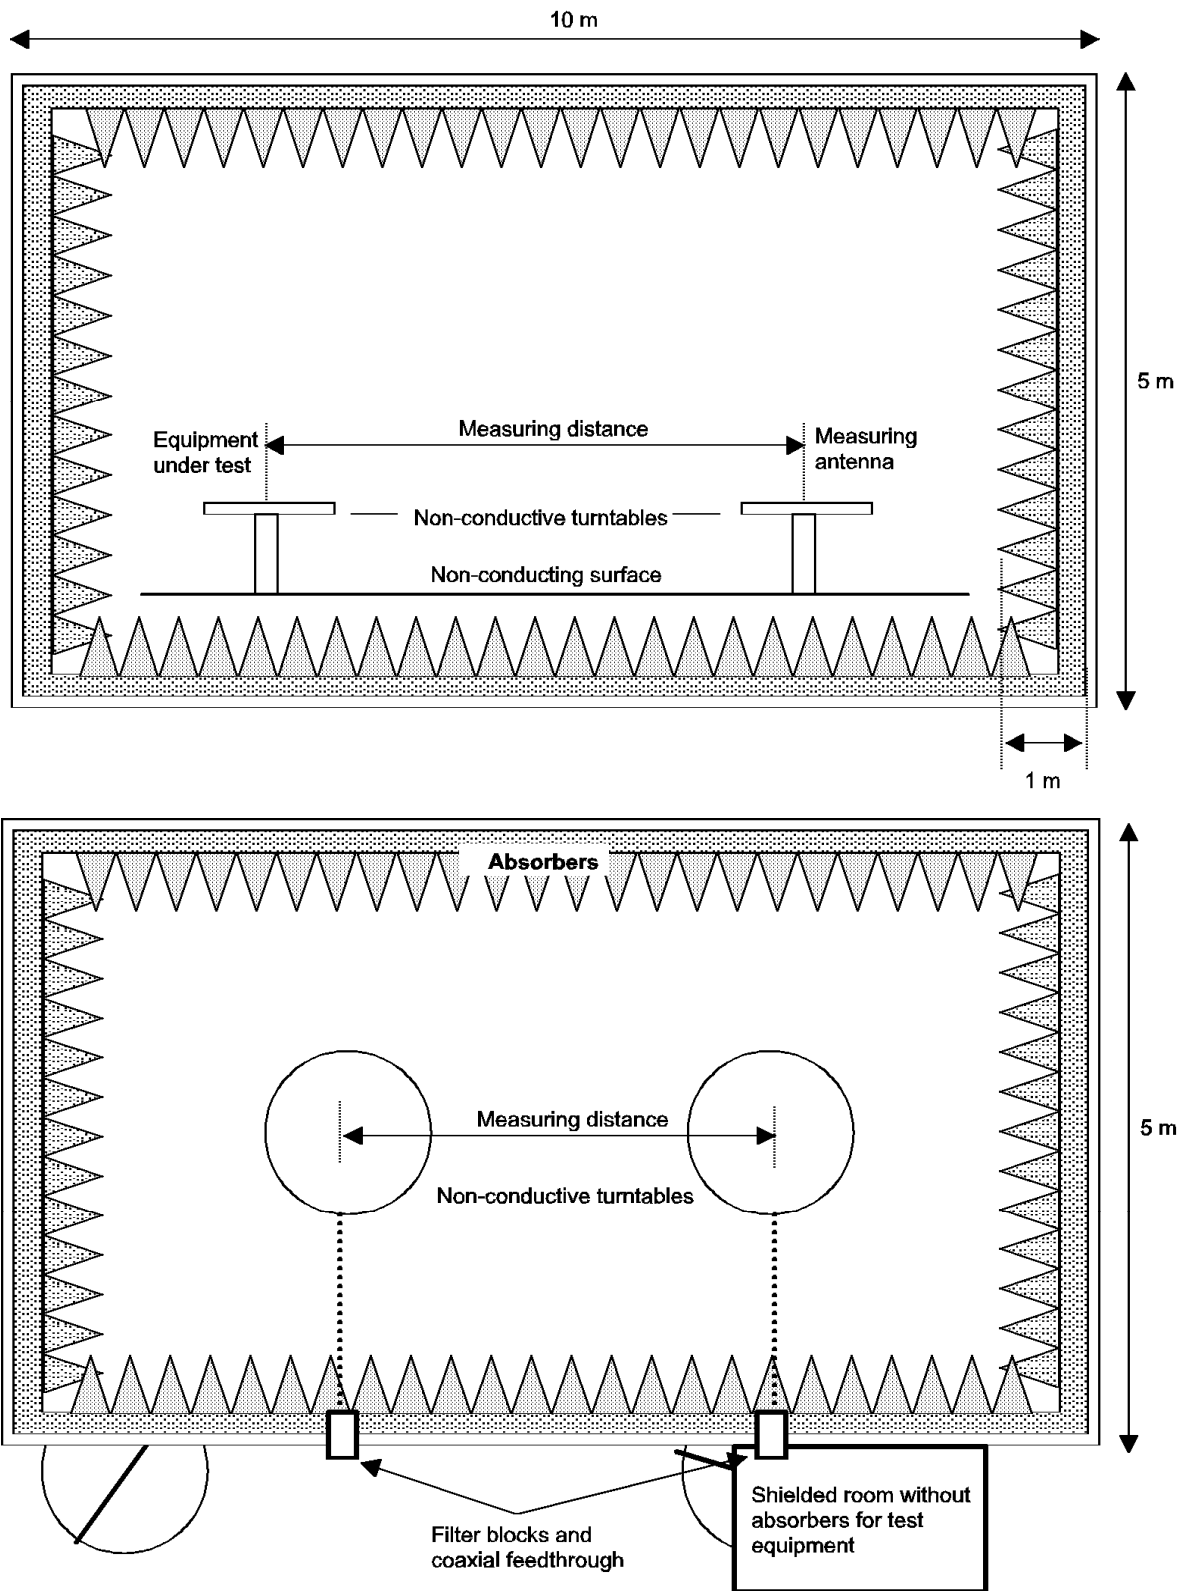 10 m
5 m
Measuring distance
Equipment
under test
Measuring
antenna
Non-conductive turntables
Non-conducting surface
1 m
Absorbers
Measuring distance
5 m
Non-conductive turntables
Shielded room without
absorbers for test
equipment
Filter blocks and
coaxial feedthrough